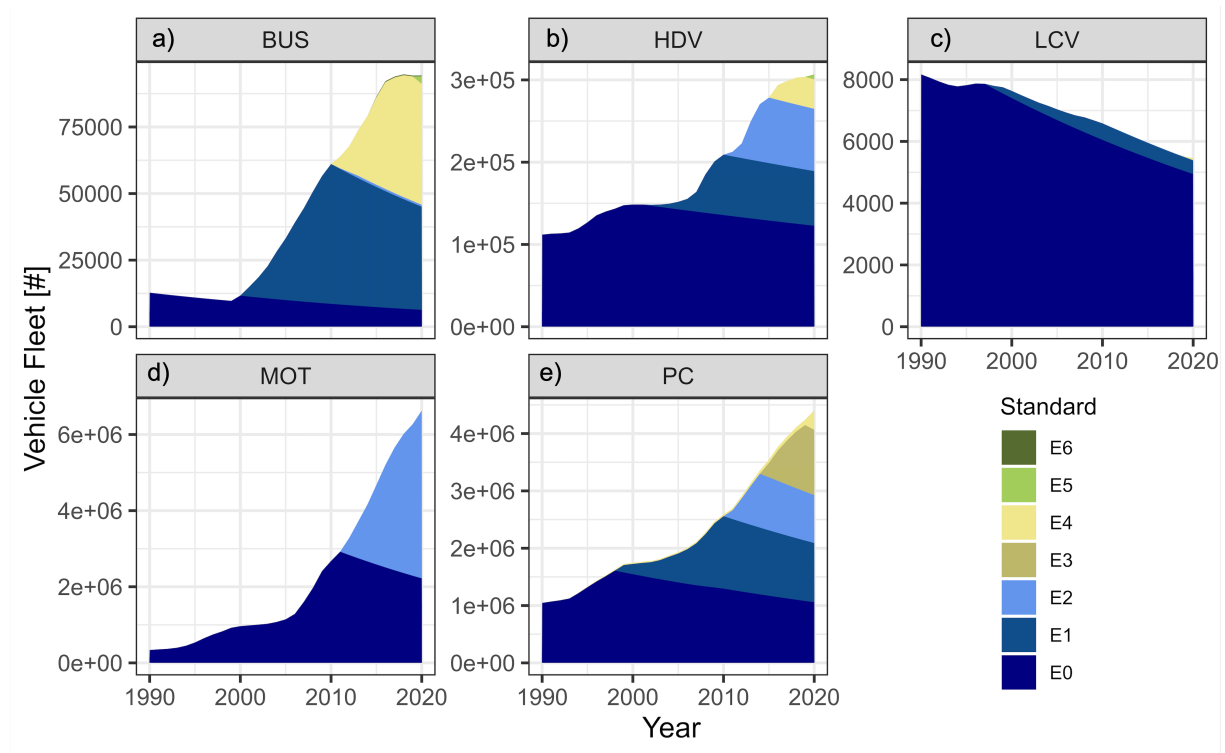 a) BUS
75000
50000
25000
0
b) HDV
3e+05
2e+05
1e+05
0e+00
c) LCV
8000
6000
4000
2000
0
1990 2000 2010 2020
Vehicle Fleet [#]
d) MOT
6e+06
4e+06
2e+06
0e+00
1990 2000 2010 2020
e) PC
4e+06
3e+06
2e+06
1e+06
0e+00
1990 2000 2010 2020
Year
Standard
E6
E5
E4
E3
E2
E1
E0